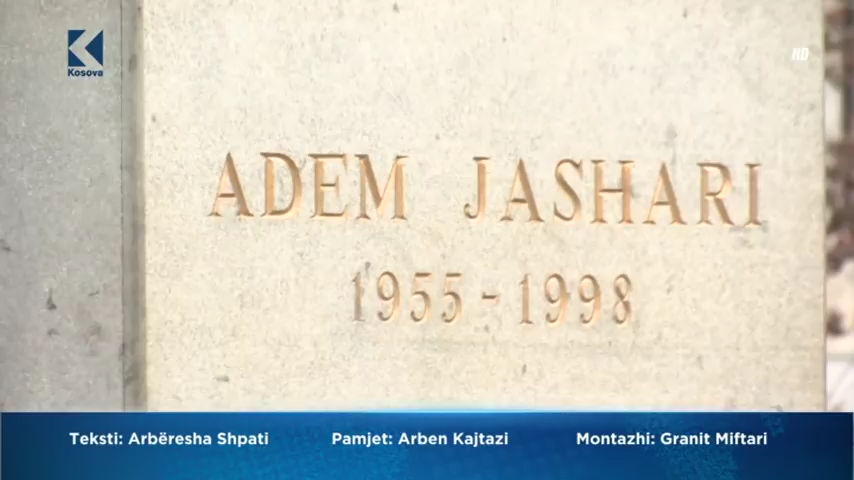 Kosova
HD
ADEM JASHARI
1955-1998
Teksti: Arbëresha Shpati
Pamjet: Arben Kajtazi
Montazhi: Granit Miftari